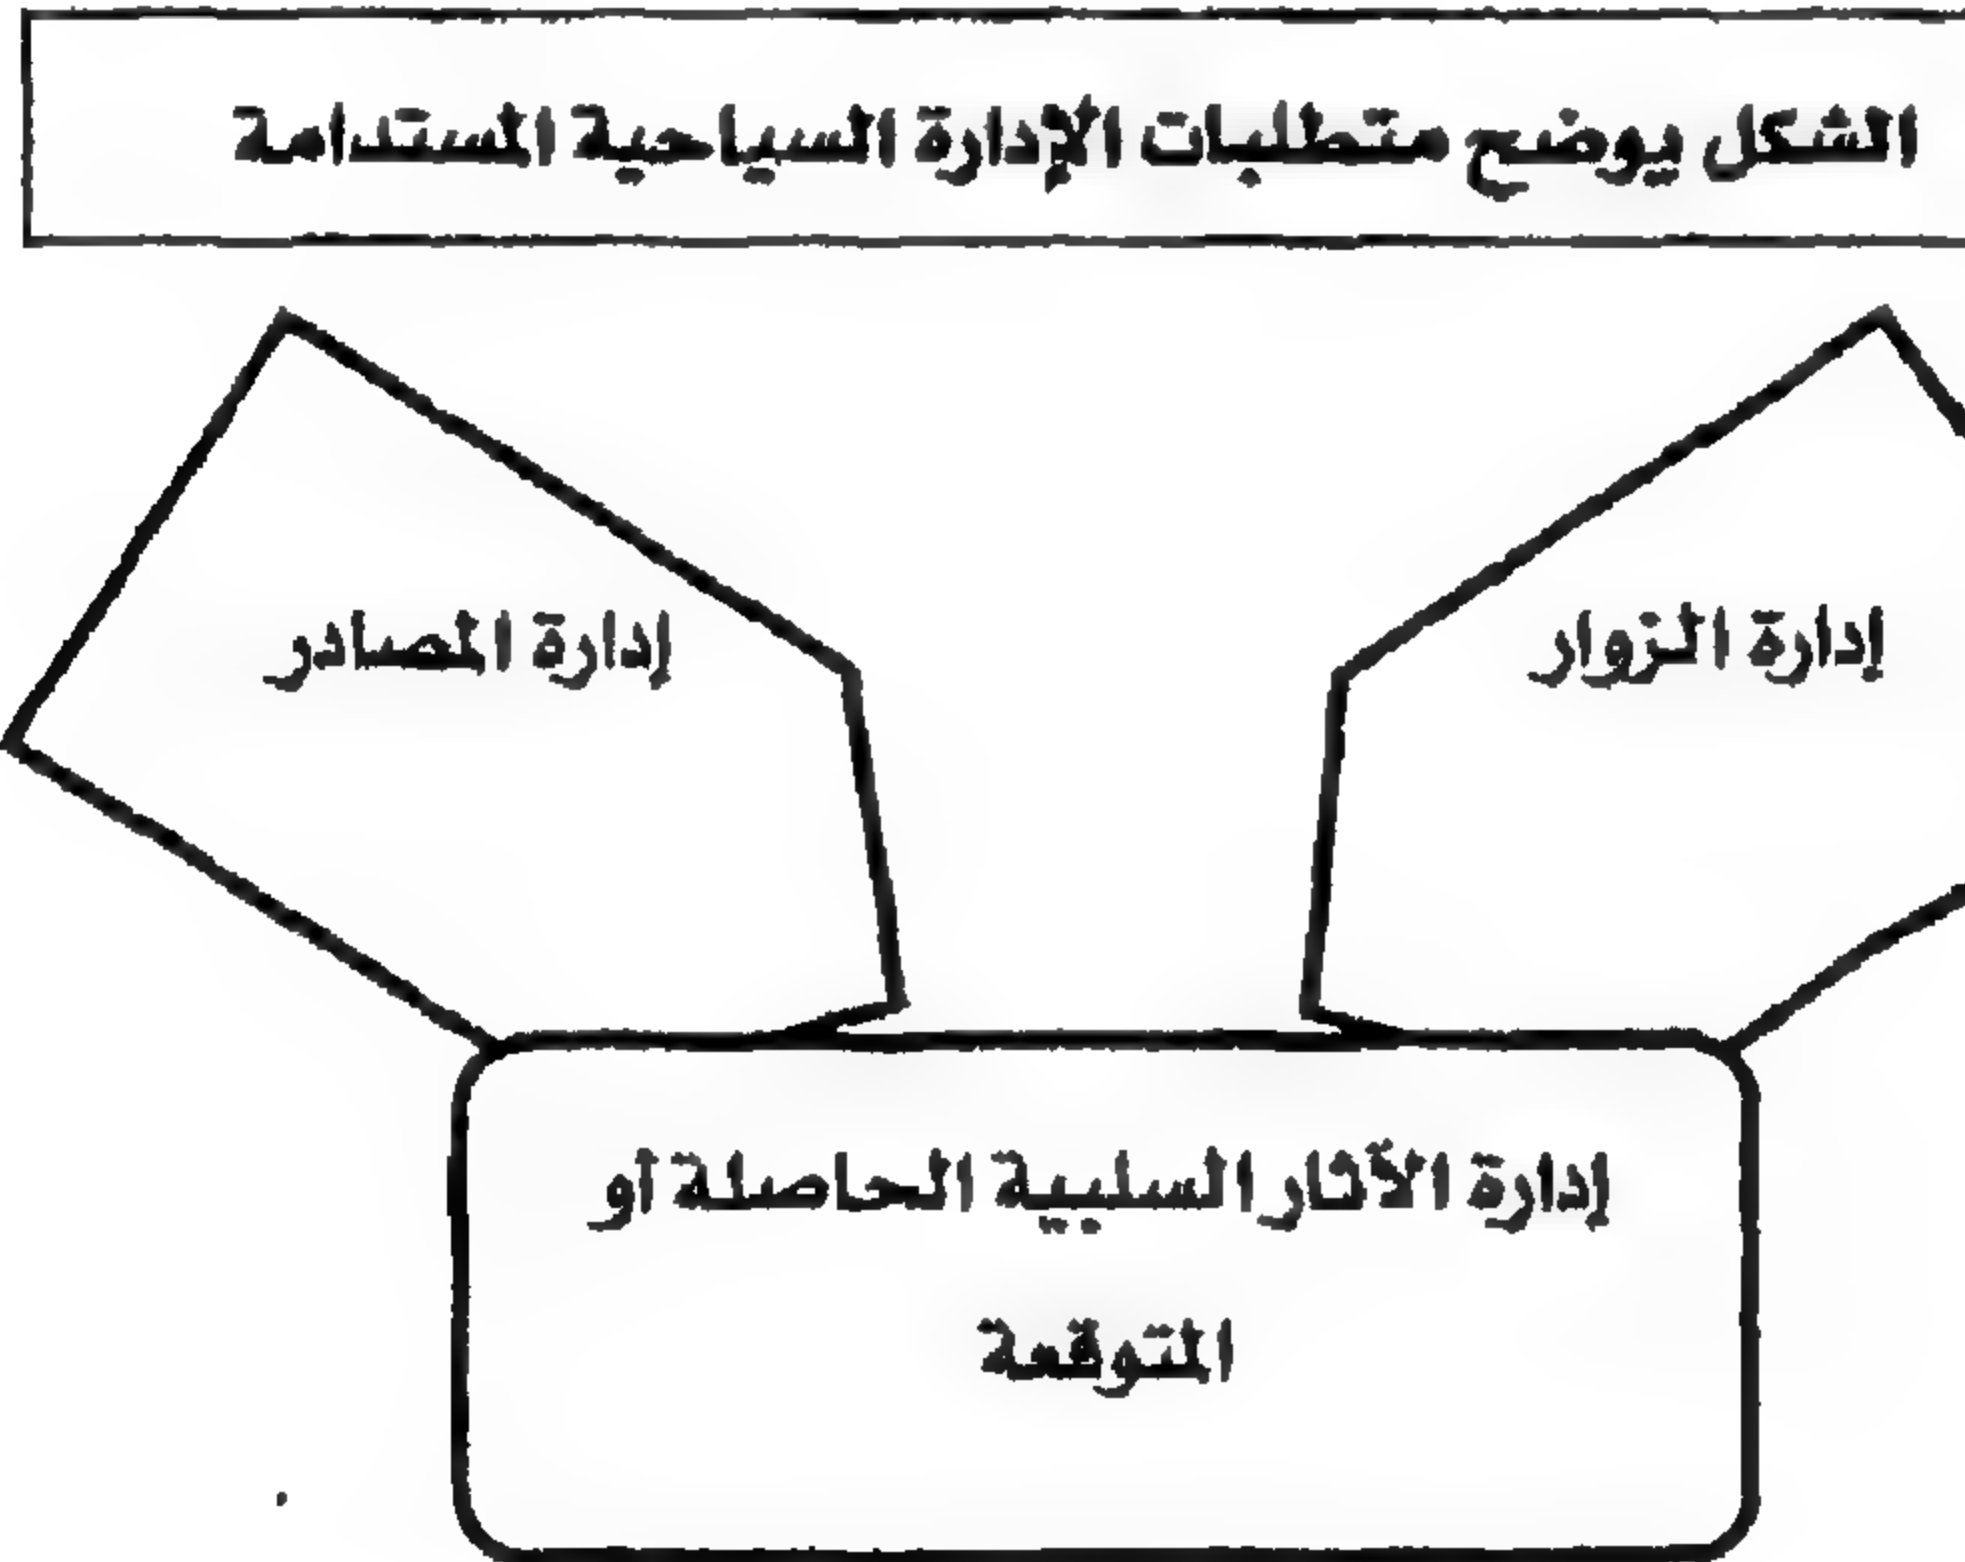 الشكل يوضح متطلبات الإدارة السياحية المستدامة
إدارة الزوار
إدارة المصادر
إدارة الآثار السلبية الحاصلة أو
المتوقعة